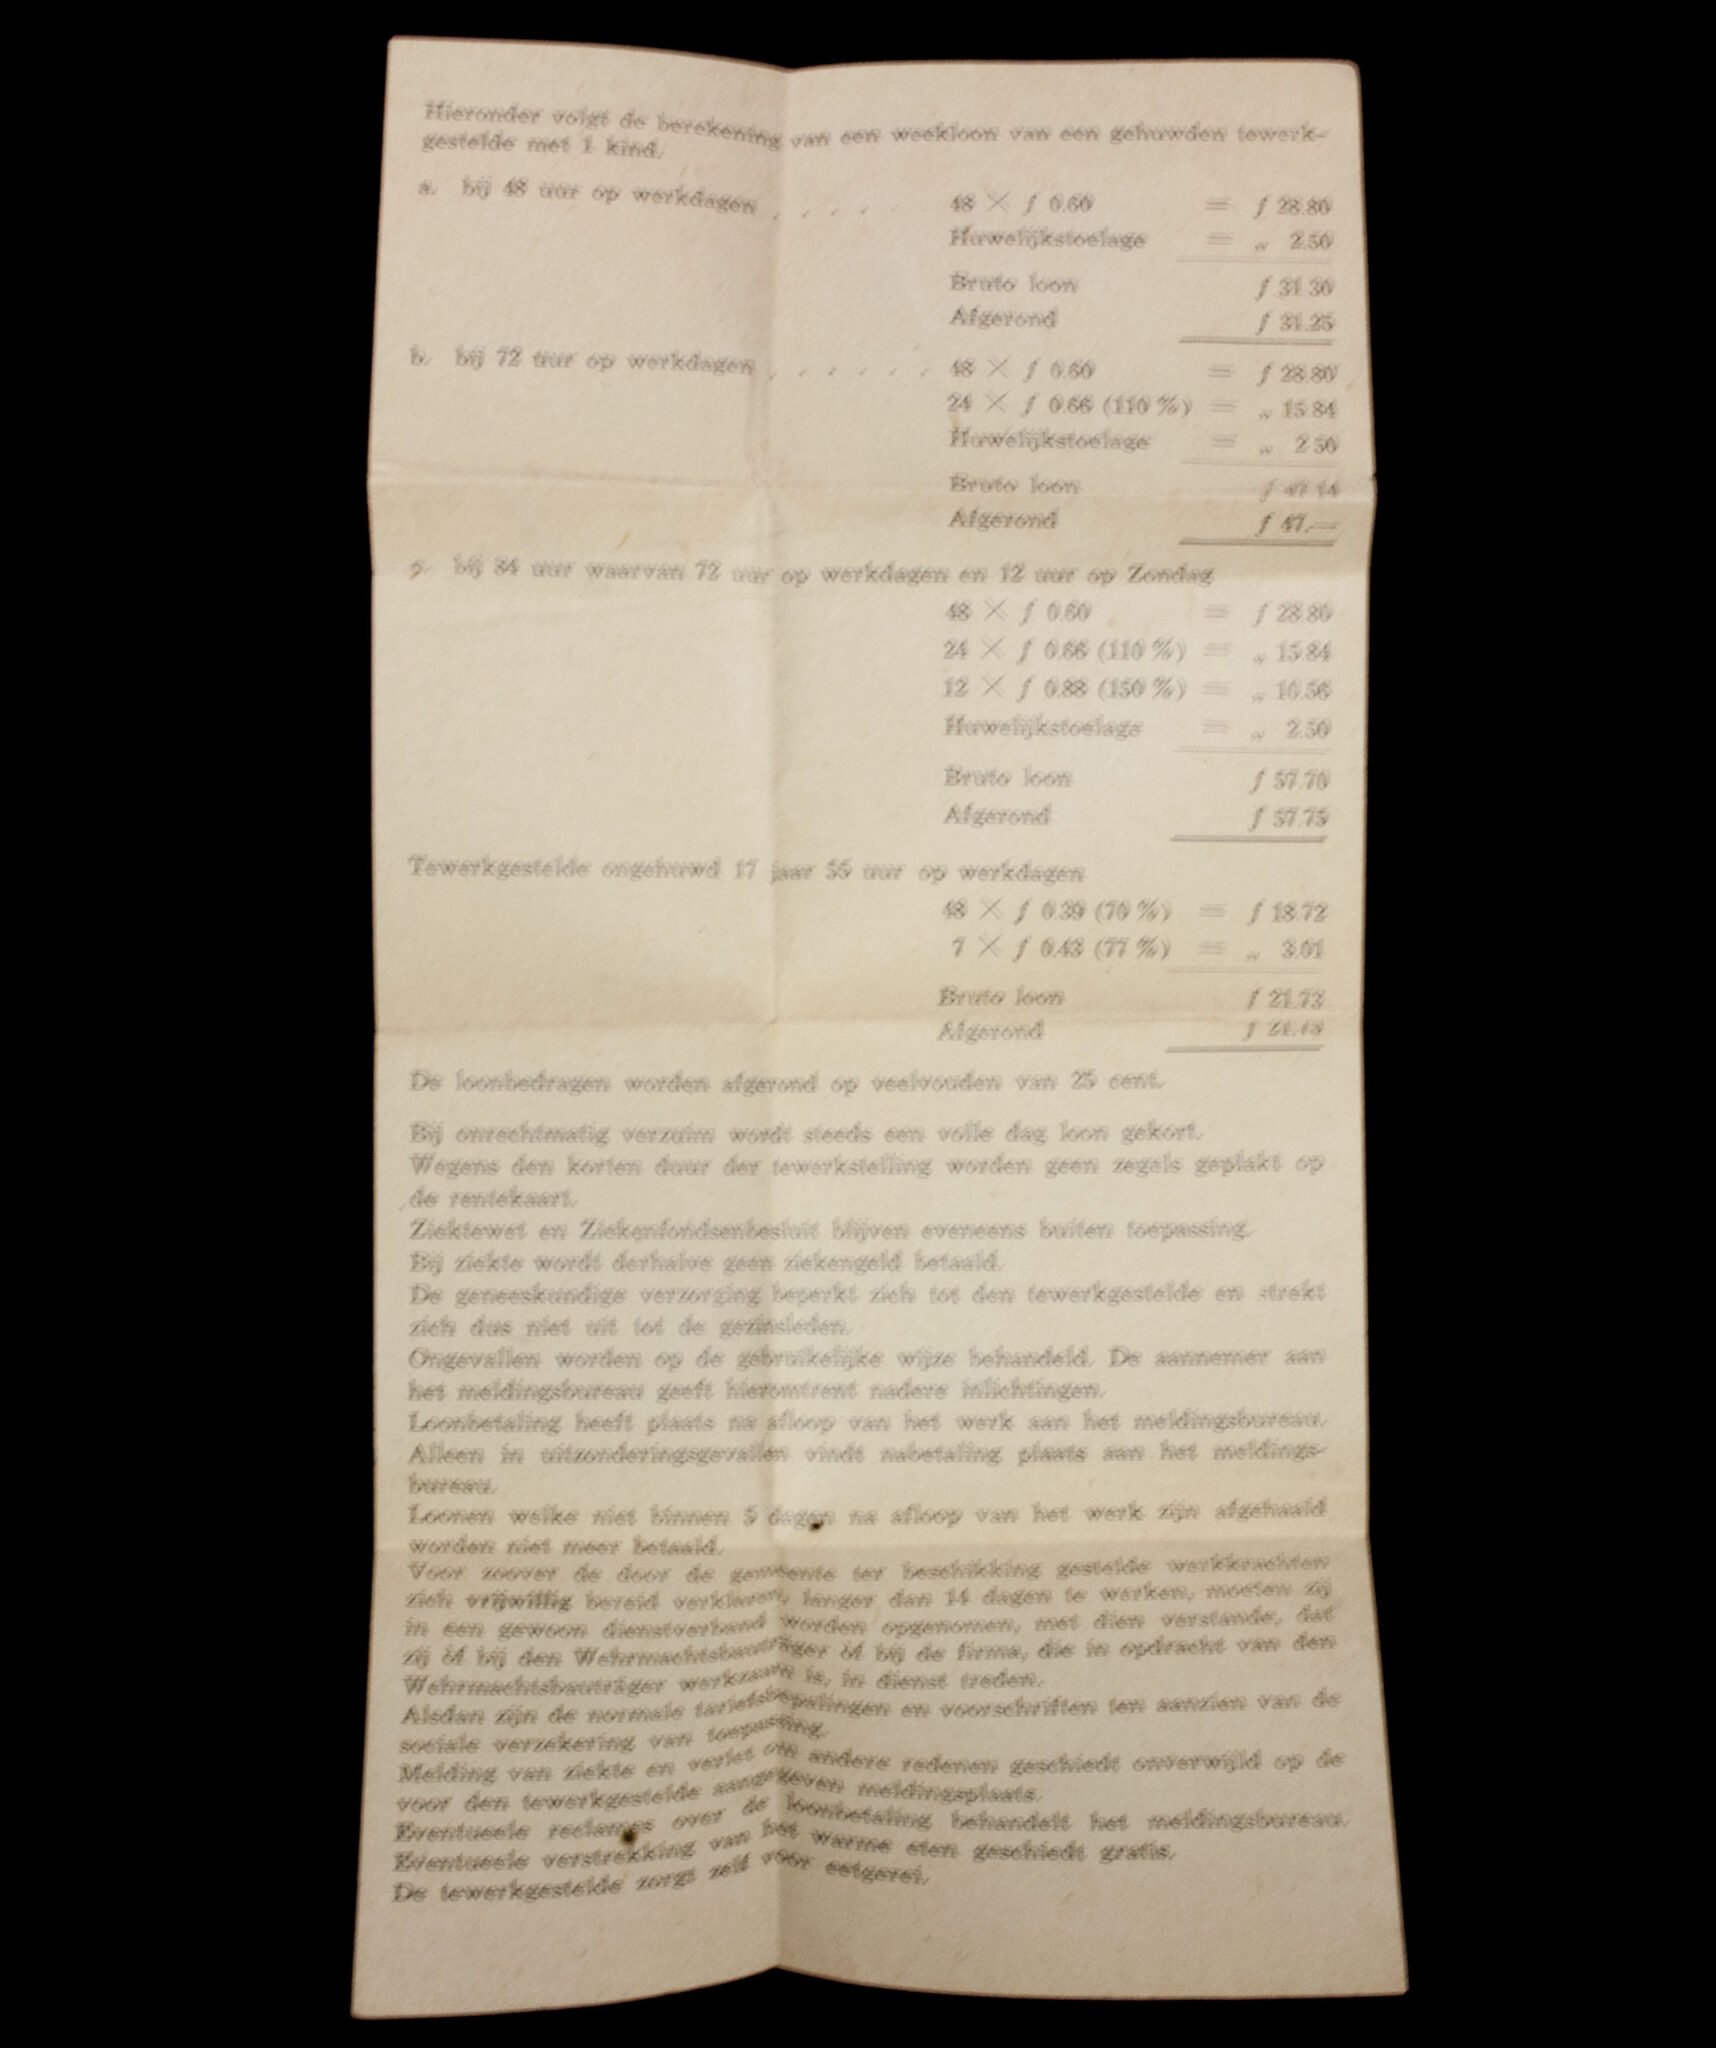 Hieronder volgt de berekening van een weekloon van een gehuwden tewerk-
gestelde met 1 kind.
a. bij 48 uur op werkdagen . . . . . . 48 × ƒ 0.60 = ƒ 28.80
Huwelijkstoelage = „ 2.50
Bruto loon ƒ 31.30
Afgerond ƒ 31.25
b. bij 72 uur op werkdagen . . . . . . 48 × ƒ 0.60 = ƒ 28.80
24 × ƒ 0.66 (110 %) = „ 15.84
Huwelijkstoelage = „ 2.50
Bruto loon ƒ 47.14
Afgerond ƒ 47.—
c. bij 84 uur waarvan 72 uur op werkdagen en 12 uur op Zondag
48 × ƒ 0.60 = ƒ 28.80
24 × ƒ 0.66 (110 %) = „ 15.84
12 × ƒ 0.88 (150 %) = „ 10.56
Huwelijkstoelage = „ 2.50
Bruto loon ƒ 57.70
Afgerond ƒ 57.75
Tewerkgestelde ongehuwd 17 jaar 55 uur op werkdagen
48 × ƒ 0.39 (70 %) = ƒ 18.72
7 × ƒ 0.43 (77 %) = „ 3.01
Bruto loon ƒ 21.73
Afgerond
De loonbedragen worden afgerond op veelvouden van 25 cent.
Bij onrechtmatig verzuim wordt steeds een volle dag loon gekort.
Wegens den korten duur der tewerkstelling worden geen zegels geplakt op
de rentekaart.
Ziektewet en Ziekenfondsenbesluit blijven eveneens buiten toepassing.
Bij ziekte wordt derhalve geen ziekengeld betaald.
De geneeskundige verzorging beperkt zich tot den tewerkgestelde en strekt
zich dus niet uit tot de gezinsleden.
Ongevallen worden op de gebruikelijke wijze behandeld. De aannemer aan
het meldingsbureau geeft hieromtrent nadere inlichtingen.
Loonbetaling heeft plaats na afloop van het werk aan het meldingsbureau.
Alleen in uitzonderingsgevallen vindt nabetaling plaats aan het meldings-
bureau.
Loonen welke niet binnen 5 dagen na afloop van het werk zijn afgehaald
worden niet meer betaald.
Voor zoover de door de gemeente ter beschikking gestelde werkkrachten
zich vrijwillig bereid verklaren, langer dan 14 dagen te werken, moeten zij
in een gewoon dienstverband worden opgenomen, met dien verstande, dat
zij òf bij den Wehrmachtsbauträger òf bij de firma, die in opdracht van den
Wehrmachtsbauträger werkzaam is, in dienst treden.
Alsdan zijn de normale tariefsbepalingen en voorschriften ten aanzien van de
sociale verzekering van toepassing.
Melding van ziekte en verlet om andere redenen geschiedt onverwijld op de
voor den tewerkgestelde aangegeven meldingsplaats.
Eventueele reclames over de loonbetaling behandelt het meldingsbureau.
Eventueele verstrekking van het warme eten geschiedt gratis.
De tewerkgestelde zorgt zelf voor eetgerei.